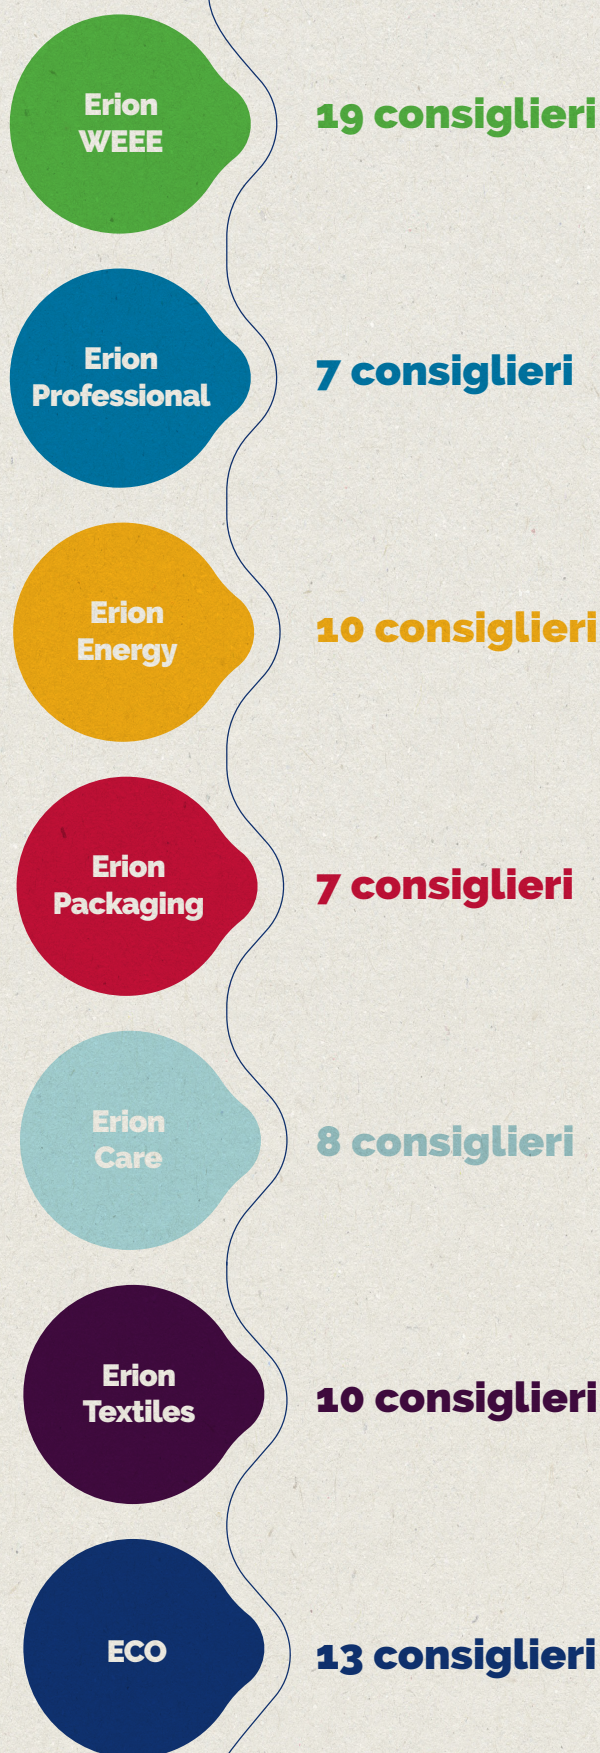 Erion
WEEE
19 consiglieri
Erion
Professional
7 consiglieri
Erion
Energy
10 consiglieri
Erion
Packaging
7 consiglieri
Erion
Care
8 consiglieri
Erion
Textiles
10 consiglieri
ECO
13 consiglieri